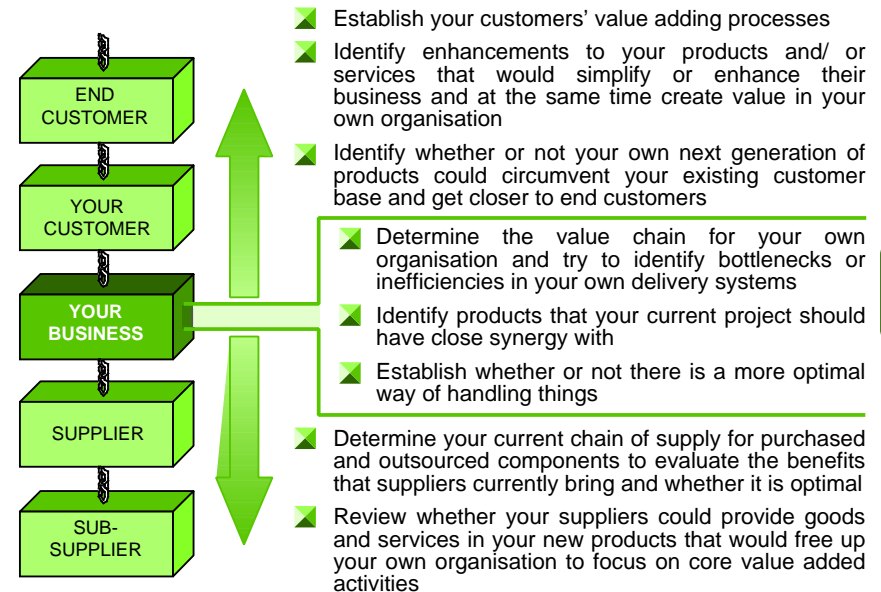 END
CUSTOMER
YOUR
CUSTOMER
YOUR
BUSINESS
SUPPLIER
SUB-
SUPPLIER
Establish your customers' value adding processes
Identify enhancements to your products and/ or
services that would simplify or enhance their
business and at the same time create value in your
own organisation
Identify whether or not your own next generation of
products could circumvent your existing customer
base and get closer to end customers
Determine the value chain for your own
organisation and try to identify bottlenecks or
inefficiencies in your own delivery systems
Identify products that your current project should
have close synergy with
Establish whether or not there is a more optimal
way of handling things
Determine your current chain of supply for purchased
and outsourced components to evaluate the benefits
that suppliers currently bring and whether it is optimal
Review whether your suppliers could provide goods
and services in your new products that would free up
your own organisation to focus on core value added
activities